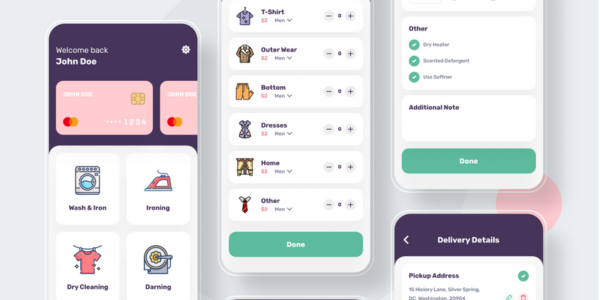 Welcome back
John Doe
JOHN DOE
JOHN DOE
•••• 1234
Wash & Iron
Ironing
Dry Cleaning
Darning
T-Shirt
$2 Men
0
Outer Wear
$2 Men
0
Bottom
$2 Men
0
Dresses
$2 Men
0
Home
$2 Men
0
Other
$2 Men
0
Done
Other
Dry Heater
Scented Detergent
Use Softner
Additional Note
Done
Delivery Details
Pickup Address
15 Hislery Lane, Silver Spring,
DC, Washington, 20904